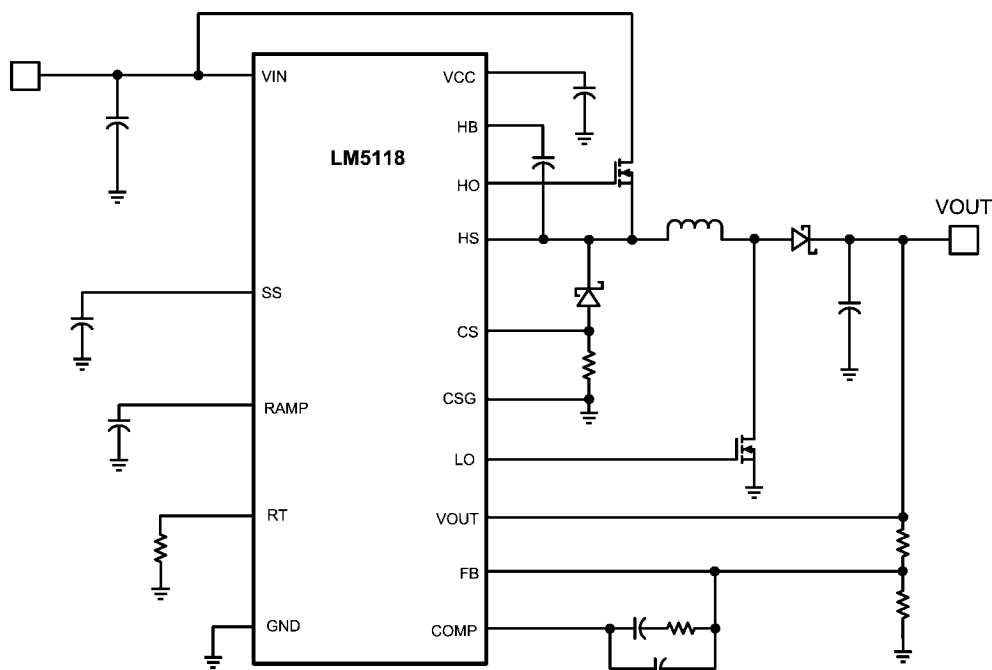 VIN
VCC
HB
LM5118
HO
VOUT
HS
SS
CS
CSG
RAMP
LO
RT
VOUT
FB
GND
COMP